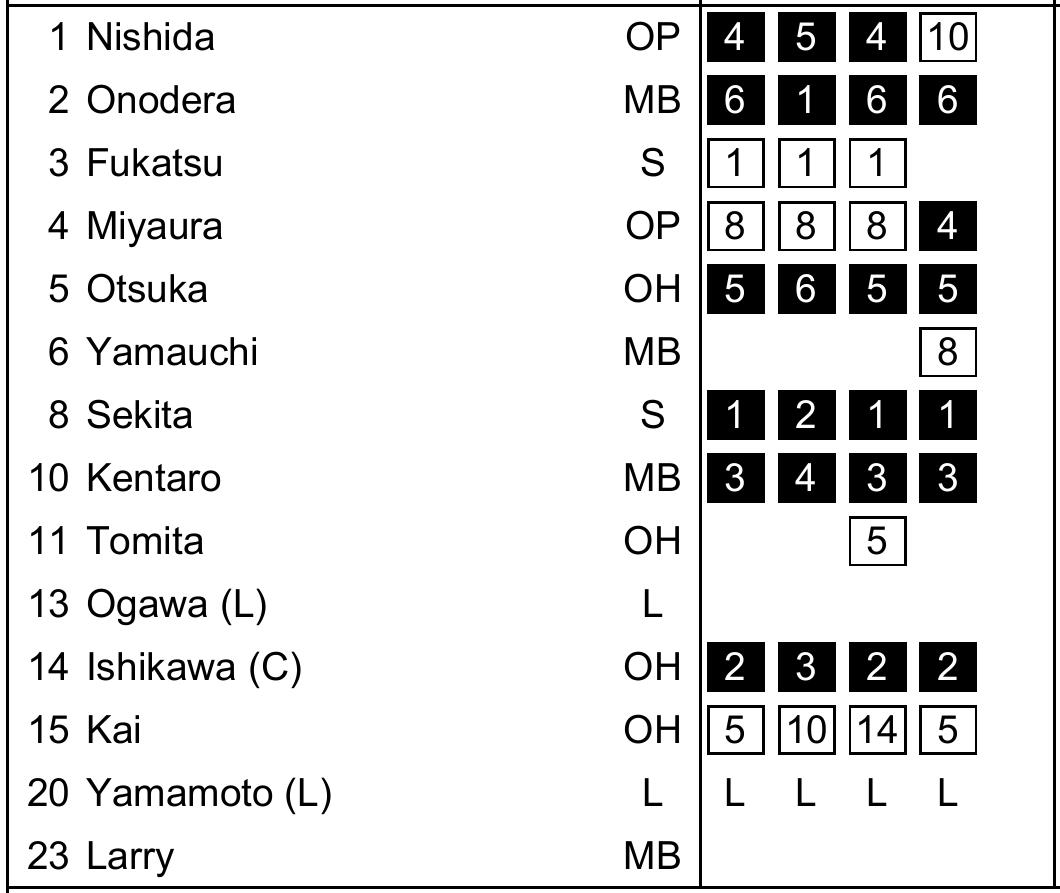 1 Nishida OP 4 5 4 10
2 Onodera MB 6 1 6 6
3 Fukatsu S 1 1 1
4 Miyaura OP 8 8 8 4
5 Otsuka OH 5 6 5 5
6 Yamauchi MB 8
8 Sekita S 1 2 1 1
10 Kentaro MB 3 4 3 3
11 Tomita OH 5
13 Ogawa (L) L
14 Ishikawa (C) OH 2 3 2 2
15 Kai OH 5 10 14 5
20 Yamamoto (L) L L L L L
23 Larry MB